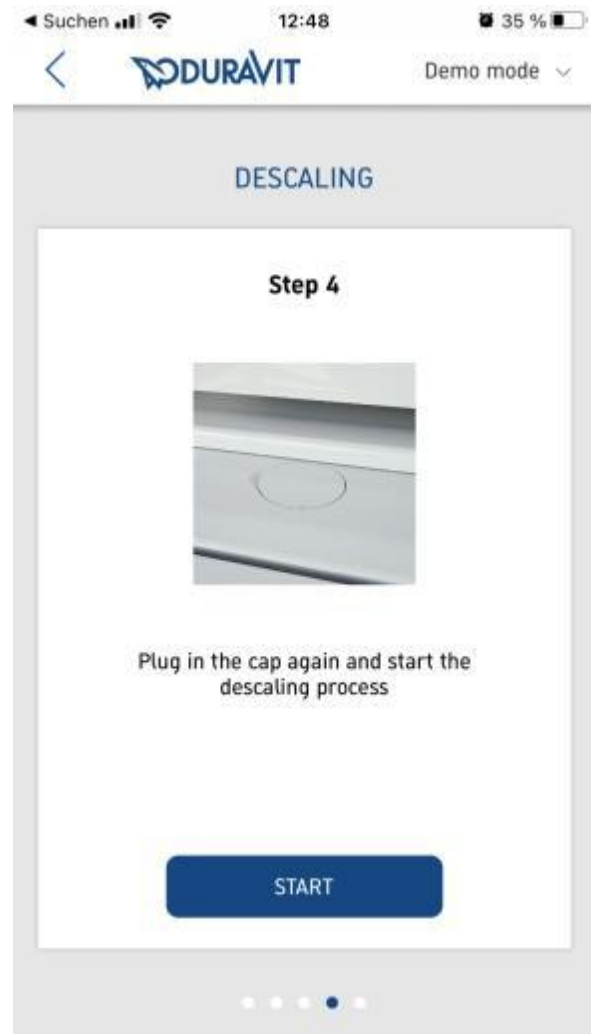 ◀ Suchen 12:48 35 %
DURAVIT Demo mode
DESCALING
Step 4
Plug in the cap again and start the
descaling process
START